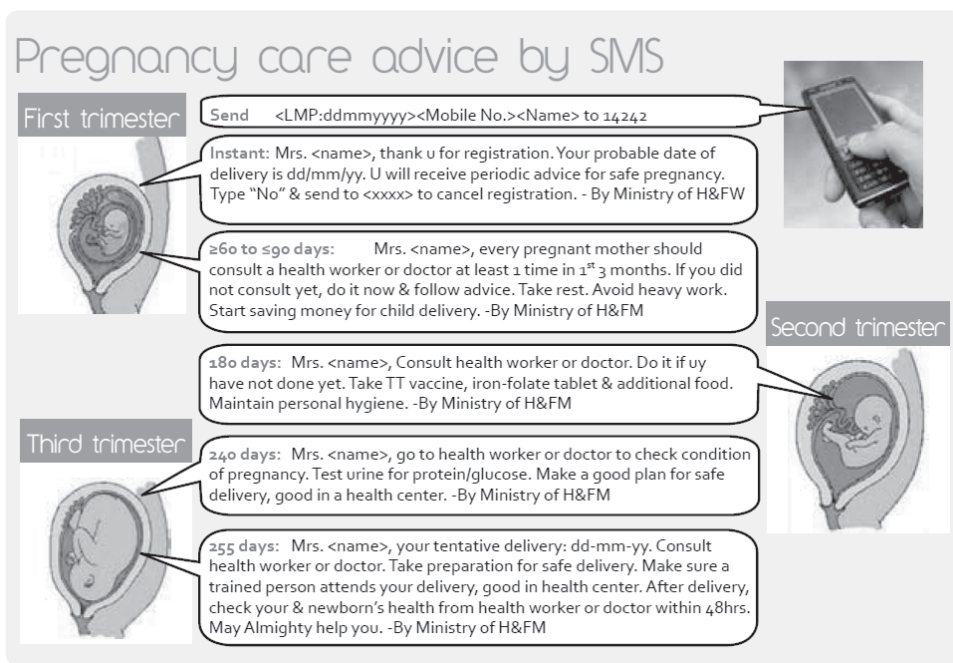 Pregnancy care advice by SMS
First trimester
Send <LMP:ddmmyyyy><Mobile No.><Name> to 14242
Instant: Mrs. <name>, thank u for registration. Your probable date of
delivery is dd/mm/yy. U will receive periodic advice for safe pregnancy.
Type “No” & send to <xxxx> to cancel registration. - By Ministry of H&FW
≥60 to ≤90 days: Mrs. <name>, every pregnant mother should
consult a health worker or doctor at least 1 time in 1st 3 months. If you did
not consult yet, do it now & follow advice. Take rest. Avoid heavy work.
Start saving money for child delivery. -By Ministry of H&FM
Second trimester
180 days: Mrs. <name>, Consult health worker or doctor. Do it if uy
have not done yet. Take TT vaccine, iron-folate tablet & additional food.
Maintain personal hygiene. -By Ministry of H&FM
Third trimester
240 days: Mrs. <name>, go to health worker or doctor to check condition
of pregnancy. Test urine for protein/glucose. Make a good plan for safe
delivery, good in a health center. -By Ministry of H&FM
255 days: Mrs. <name>, your tentative delivery: dd-mm-yy. Consult
health worker or doctor. Take preparation for safe delivery. Make sure a
trained person attends your delivery, good in health center. After delivery,
check your & newborn’s health from health worker or doctor within 48hrs.
May Almighty help you. -By Ministry of H&FM